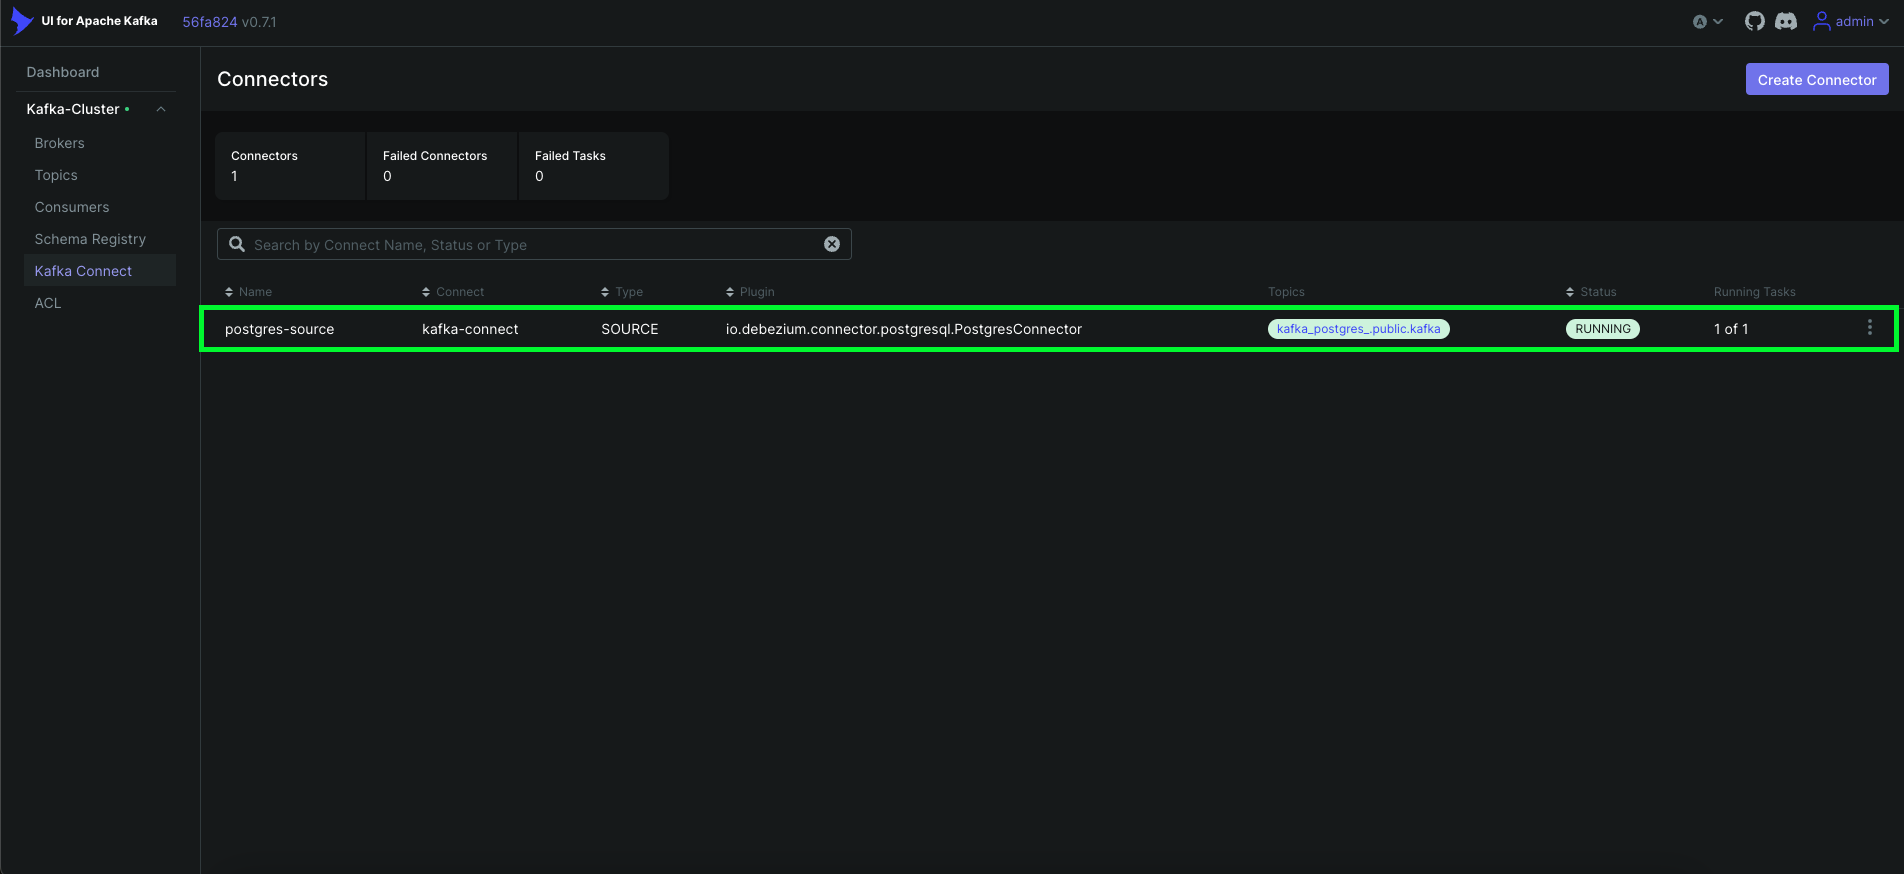 UI for Apache Kafka 56fa824 v0.7.1 A admin
Dashboard
Kafka-Cluster
Brokers
Topics
Consumers
Schema Registry
Kafka Connect
ACL
Connectors
Create Connector
Connectors Failed Connectors Failed Tasks
1 0 0
Search by Connect Name, Status or Type
Name Connect Type Plugin Topics Status Running Tasks
postgres-source kafka-connect SOURCE io.debezium.connector.postgresql.PostgresConnector kafka_postgres_.public.kafka RUNNING 1 of 1